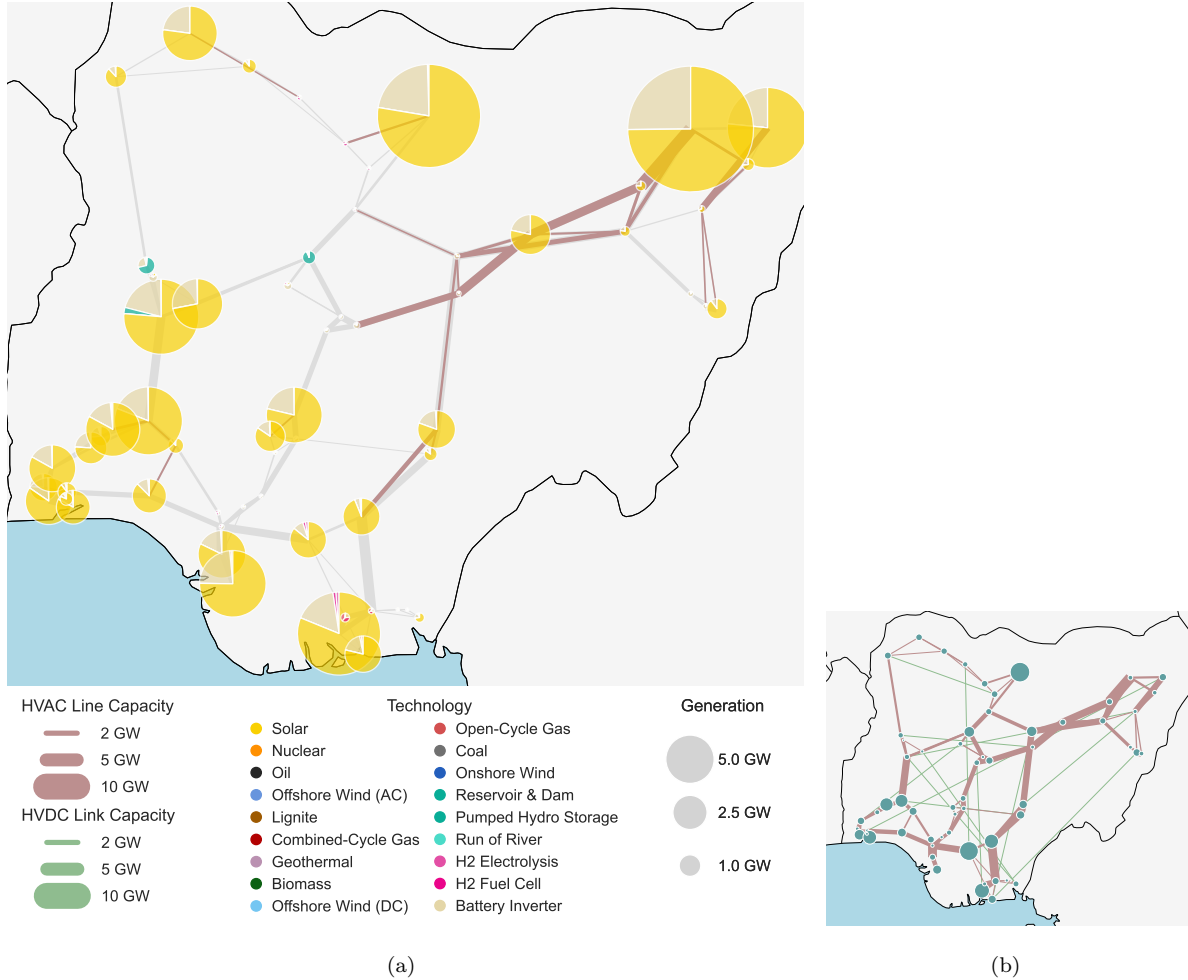 HVAC Line Capacity
2 GW
5 GW
10 GW
HVDC Link Capacity
2 GW
5 GW
10 GW
Technology
Solar
Nuclear
Oil
Offshore Wind (AC)
Lignite
Combined-Cycle Gas
Geothermal
Biomass
Offshore Wind (DC)
Open-Cycle Gas
Coal
Onshore Wind
Reservoir & Dam
Pumped Hydro Storage
Run of River
H2 Electrolysis
H2 Fuel Cell
Battery Inverter
Generation
5.0 GW
2.5 GW
1.0 GW
(a)
(b)